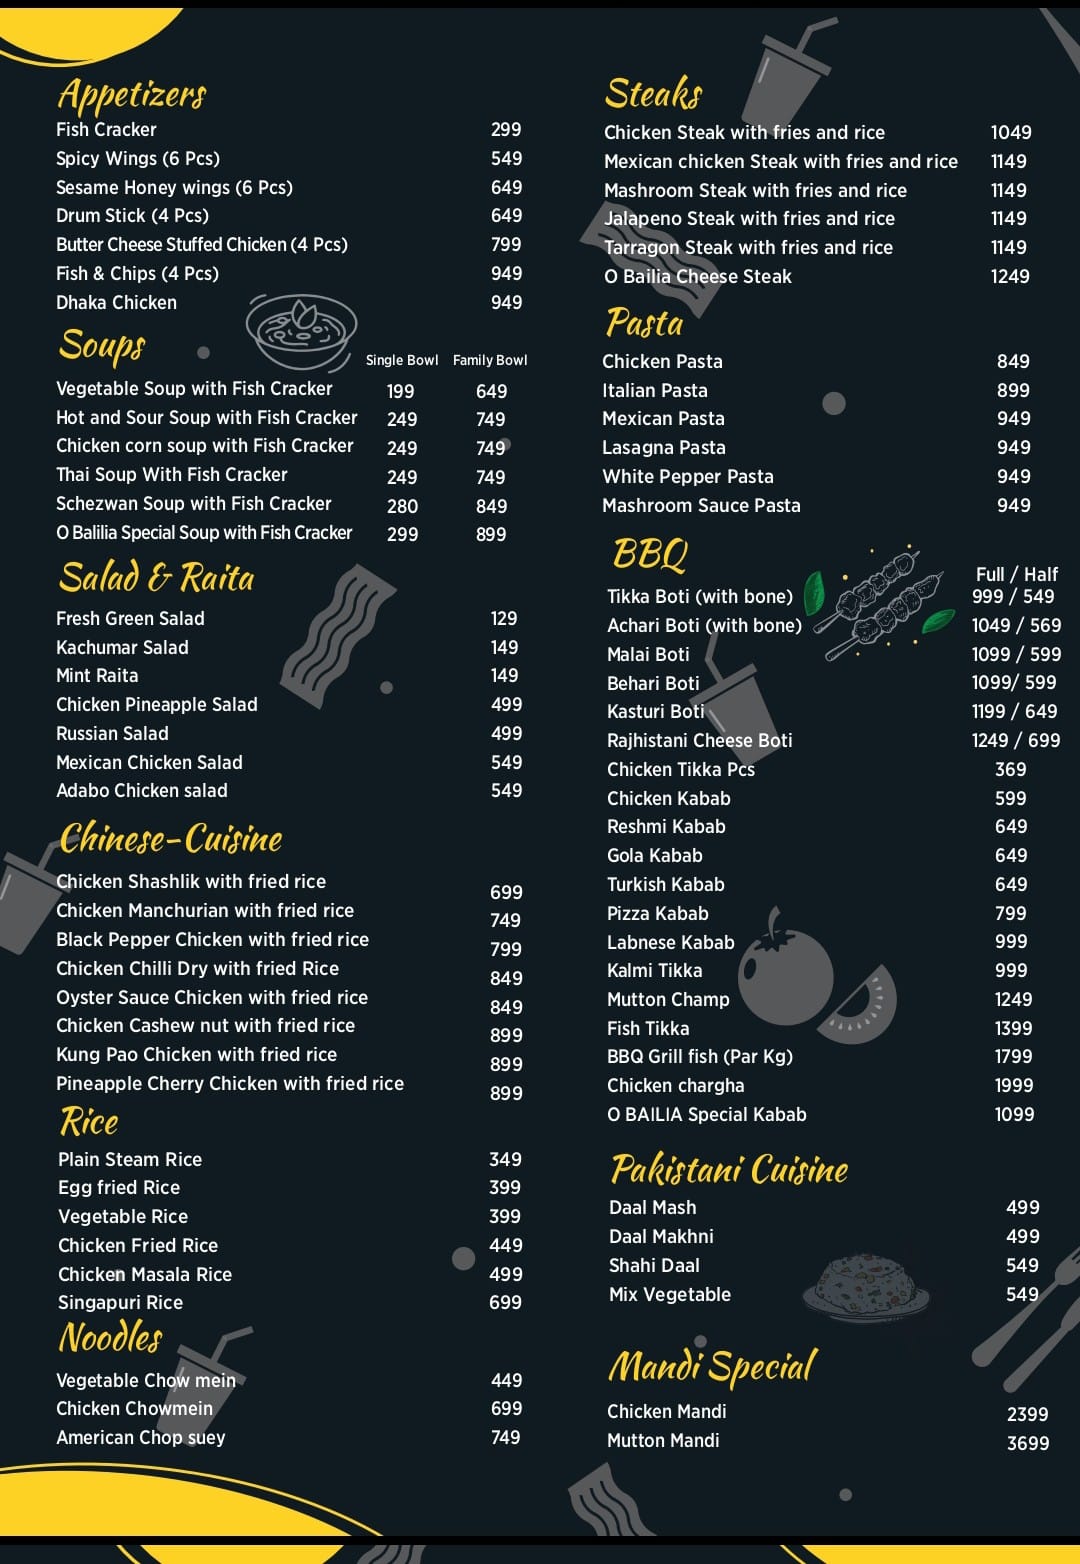 Appetizers
Fish Cracker 299
Spicy Wings (6 Pcs) 549
Sesame Honey wings (6 Pcs) 649
Drum Stick (4 Pcs) 649
Butter Cheese Stuffed Chicken (4 Pcs) 799
Fish & Chips (4 Pcs) 949
Dhaka Chicken 949
Soups
Single Bowl Family Bowl
Vegetable Soup with Fish Cracker 199 649
Hot and Sour Soup with Fish Cracker 249 749
Chicken corn soup with Fish Cracker 249 749
Thai Soup With Fish Cracker 249 749
Schezwan Soup with Fish Cracker 280 849
O Balilia Special Soup with Fish Cracker 299 899
Salad & Raita
Fresh Green Salad 129
Kachumar Salad 149
Mint Raita 149
Chicken Pineapple Salad 499
Russian Salad 499
Mexican Chicken Salad 549
Adabo Chicken salad 549
Chinese-Cuisine
Chicken Shashlik with fried rice 699
Chicken Manchurian with fried rice 749
Black Pepper Chicken with fried rice 799
Chicken Chilli Dry with fried Rice 849
Oyster Sauce Chicken with fried rice 849
Chicken Cashew nut with fried rice 899
Kung Pao Chicken with fried rice 899
Pineapple Cherry Chicken with fried rice 899
Rice
Plain Steam Rice 349
Egg fried Rice 399
Vegetable Rice 399
Chicken Fried Rice 449
Chicken Masala Rice 499
Singapuri Rice 699
Noodles
Vegetable Chow mein 449
Chicken Chowmein 699
American Chop suey 749
Steaks
Chicken Steak with fries and rice 1049
Mexican chicken Steak with fries and rice 1149
Mashroom Steak with fries and rice 1149
Jalapeno Steak with fries and rice 1149
Tarragon Steak with fries and rice 1149
O Bailia Cheese Steak 1249
Pasta
Chicken Pasta 849
Italian Pasta 899
Mexican Pasta 949
Lasagna Pasta 949
White Pepper Pasta 949
Mashroom Sauce Pasta 949
BBQ
Full / Half
Tikka Boti (with bone) 999 / 549
Achari Boti (with bone) 1049 / 569
Malai Boti 1099 / 599
Behari Boti 1099/ 599
Kasturi Boti 1199 / 649
Rajhistani Cheese Boti 1249 / 699
Chicken Tikka Pcs 369
Chicken Kabab 599
Reshmi Kabab 649
Gola Kabab 649
Turkish Kabab 649
Pizza Kabab 799
Labnese Kabab 999
Kalmi Tikka 999
Mutton Champ 1249
Fish Tikka 1399
BBQ Grill fish (Par Kg) 1799
Chicken chargha 1999
O BAILIA Special Kabab 1099
Pakistani Cuisine
Daal Mash 499
Daal Makhni 499
Shahi Daal 549
Mix Vegetable 549
Mandi Special
Chicken Mandi 2399
Mutton Mandi 3699